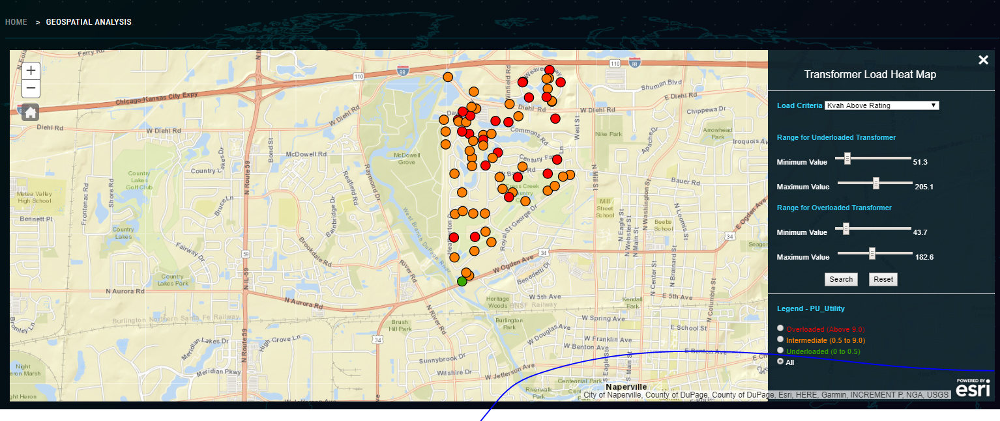 HOME > GEOSPATIAL ANALYSIS
Ferry Rd
110
88
110
88
Weaver
Chicago-Kansas City Expy
W Diehl Rd
Winfield Rd
Shuman Blvd
E Diehl Rd
Diehl Rd
W Diehl Rd
Chippewa Dr
Diehl Rd
W Diehl Rd
Bond St
West St
Nike Park
Apache Dr
Arrowhead
Park
Iroquois Av
Commons Rd
McDowell Rd
McDowell
Grove
Century
Country
Lakes Dr
Raymond Dr
Redfield Rd
Country
Lakes
Golf Club
N Route 59
Shore Rd
Frontenac Rd
Metea Valley
High School
Bennett Pl
Bruce Ln
Bainbridge Dr
N Mill St
Bauer Rd
N Washington St
Mill
Street
School
N Loomis St
Beebe
School
E Ogden Ave
West Branch DuPage River
Royal St George Dr
N Eagle St
N Webster St
N Main St
Country
Lakes
Fairway Dr
Brookdale Rd
59
34
34
W Ogden Ave
Benedetti Dr
River Rd
N IL-59
Country
Lakes Park
N Aurora Rd
N Aurora Rd
N Center St
N Brainard St
N Columbia St
W 5th Ave
E 5th Ave
Heritage
Woods
BNSF Railway
Kendall
Park
Burlington Northern Santa Fe Railway
N River Rd
Burlington
Park
W Spring Ave
Brush
Hill Park
E School St
W Douglas Ave
34
W Franklin Ave
W Benton Ave
E Benton Ave
Meridian Lakes Dr
High Grove Ln
N Route 59
Sunnybrook Dr
Wilshire Dr
W Jefferson Ave
S Eagle St
S Main St
Night
Heron Marsh
Meridian Pkwy
Centennial Park
Riverwalk
Park
Naperville
City of Naperville, County of DuPage, County of DuPage, Esri, HERE, Garmin, INCREMENT P, NGA, USGS
Transformer Load Heat Map
Load Criteria Kvah Above Rating
Range for Underloaded Transformer
Minimum Value 51.3
Maximum Value 205.1
Range for Overloaded Transformer
Minimum Value 43.7
Maximum Value 182.6
Search Reset
Legend - PU_Utility
Overloaded (Above 9.0)
Intermediate (0.5 to 9.0)
Underloaded (0 to 0.5)
All
POWERED BY
esri